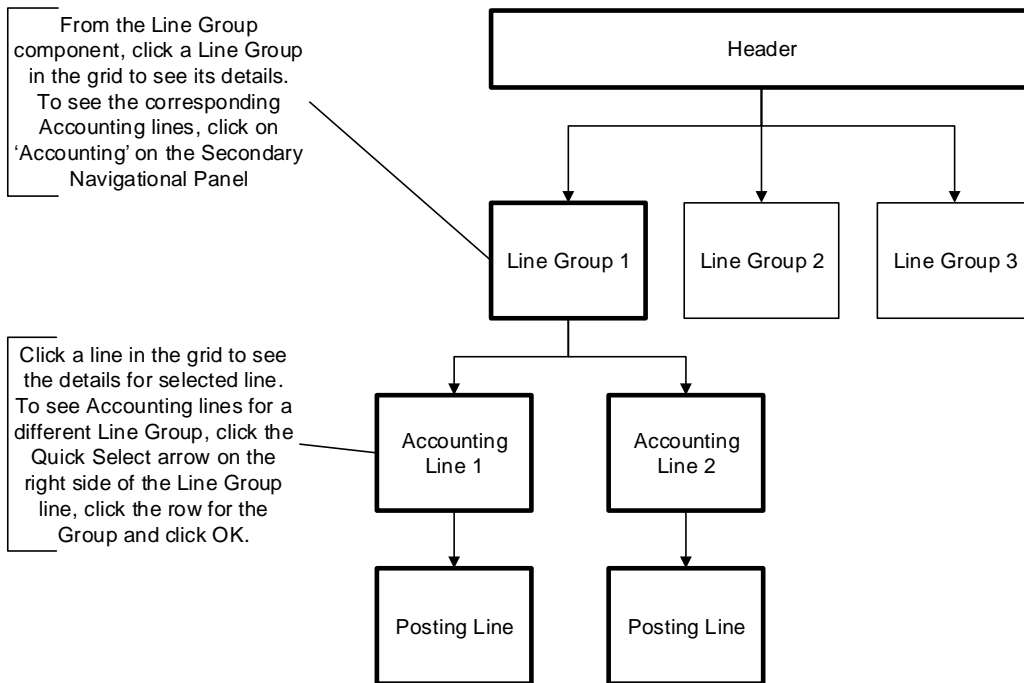 From the Line Group
component, click a Line Group
in the grid to see its details.
To see the corresponding
Accounting lines, click on
‘Accounting’ on the Secondary
Navigational Panel
Header
Line Group 1
Line Group 2
Line Group 3
Click a line in the grid to see
the details for selected line.
To see Accounting lines for a
different Line Group, click the
Quick Select arrow on the
right side of the Line Group
line, click the row for the
Group and click OK.
Accounting
Line 1
Accounting
Line 2
Posting Line
Posting Line